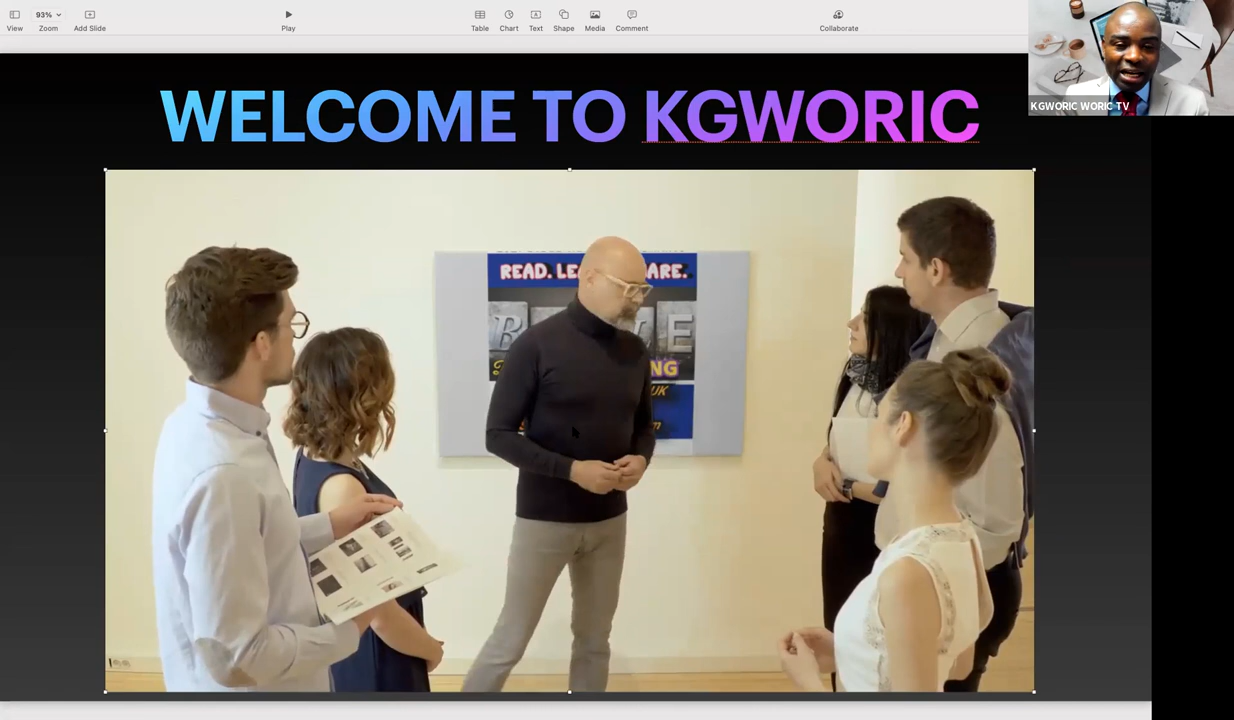 93%
View
Zoom
Add Slide
Play
Table
Chart
Text
Shape
Media
Comment
Collaborate
KGWORIC WORIC TV
WELCOME TO KGWORIC
READ.
ARE.
B
E
NG
UK